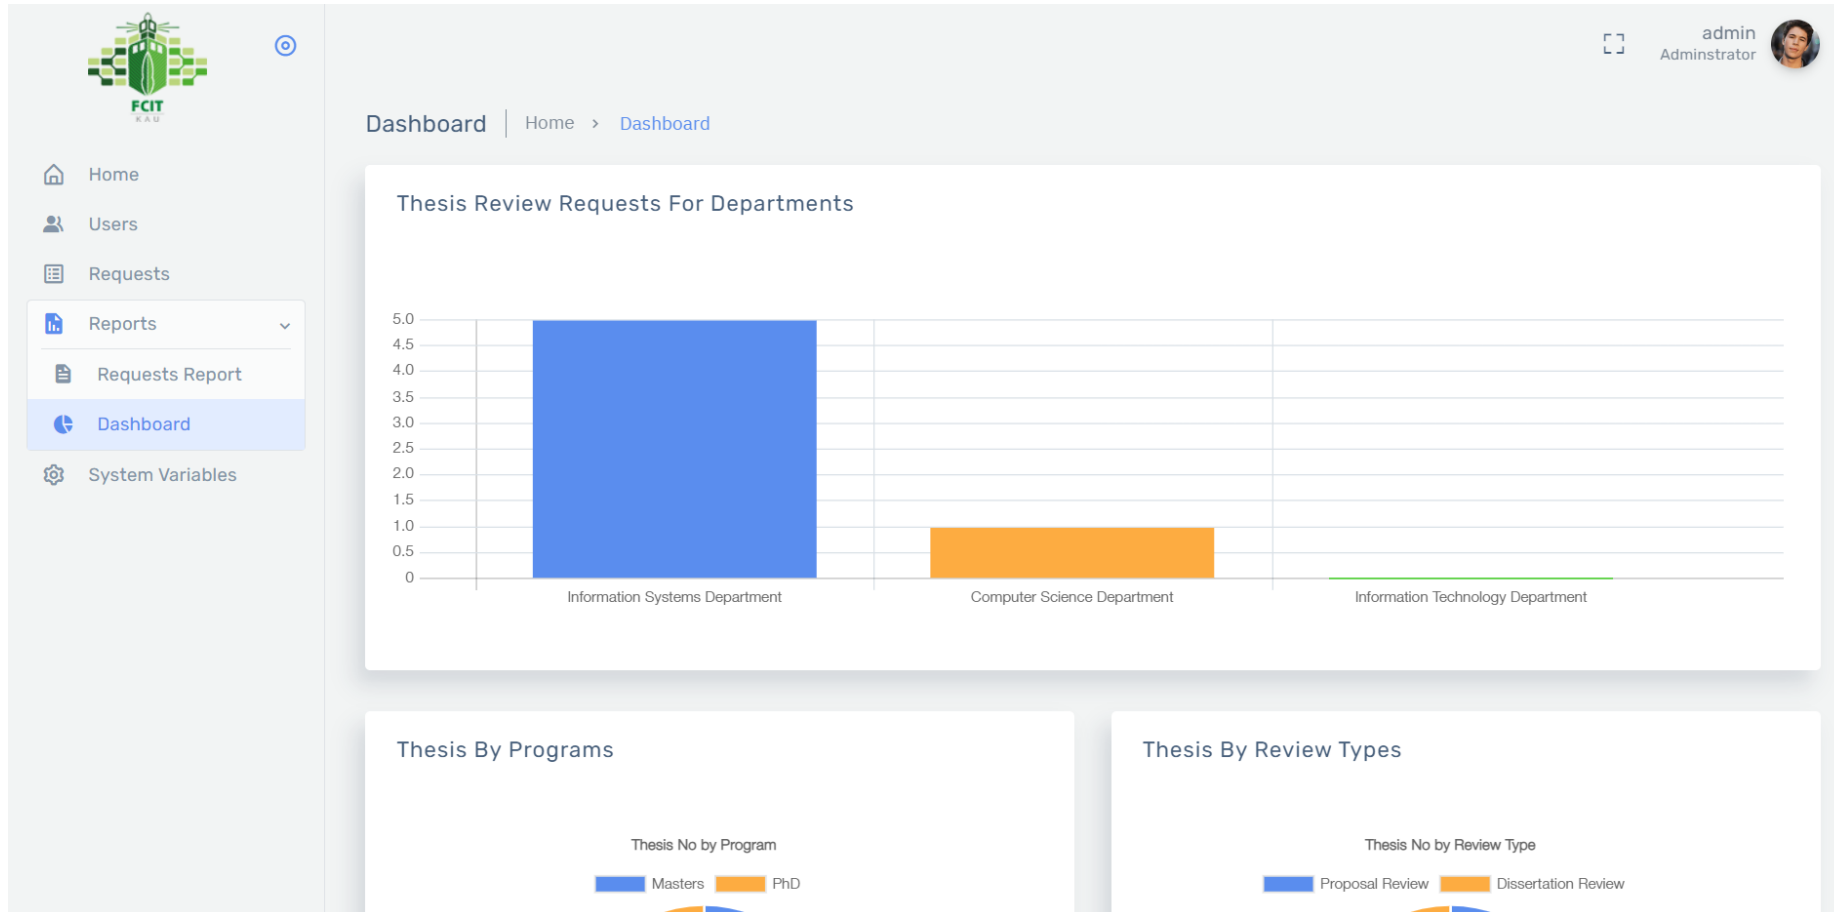 FCIT
KAU
admin
Adminstrator
Dashboard Home > Dashboard
Home
Users
Requests
Reports
Requests Report
Dashboard
System Variables
Thesis Review Requests For Departments
5.0
4.5
4.0
3.5
3.0
2.5
2.0
1.5
1.0
0.5
0
Information Systems Department Computer Science Department Information Technology Department
Thesis By Programs
Thesis No by Program
Masters PhD
Thesis By Review Types
Thesis No by Review Type
Proposal Review Dissertation Review